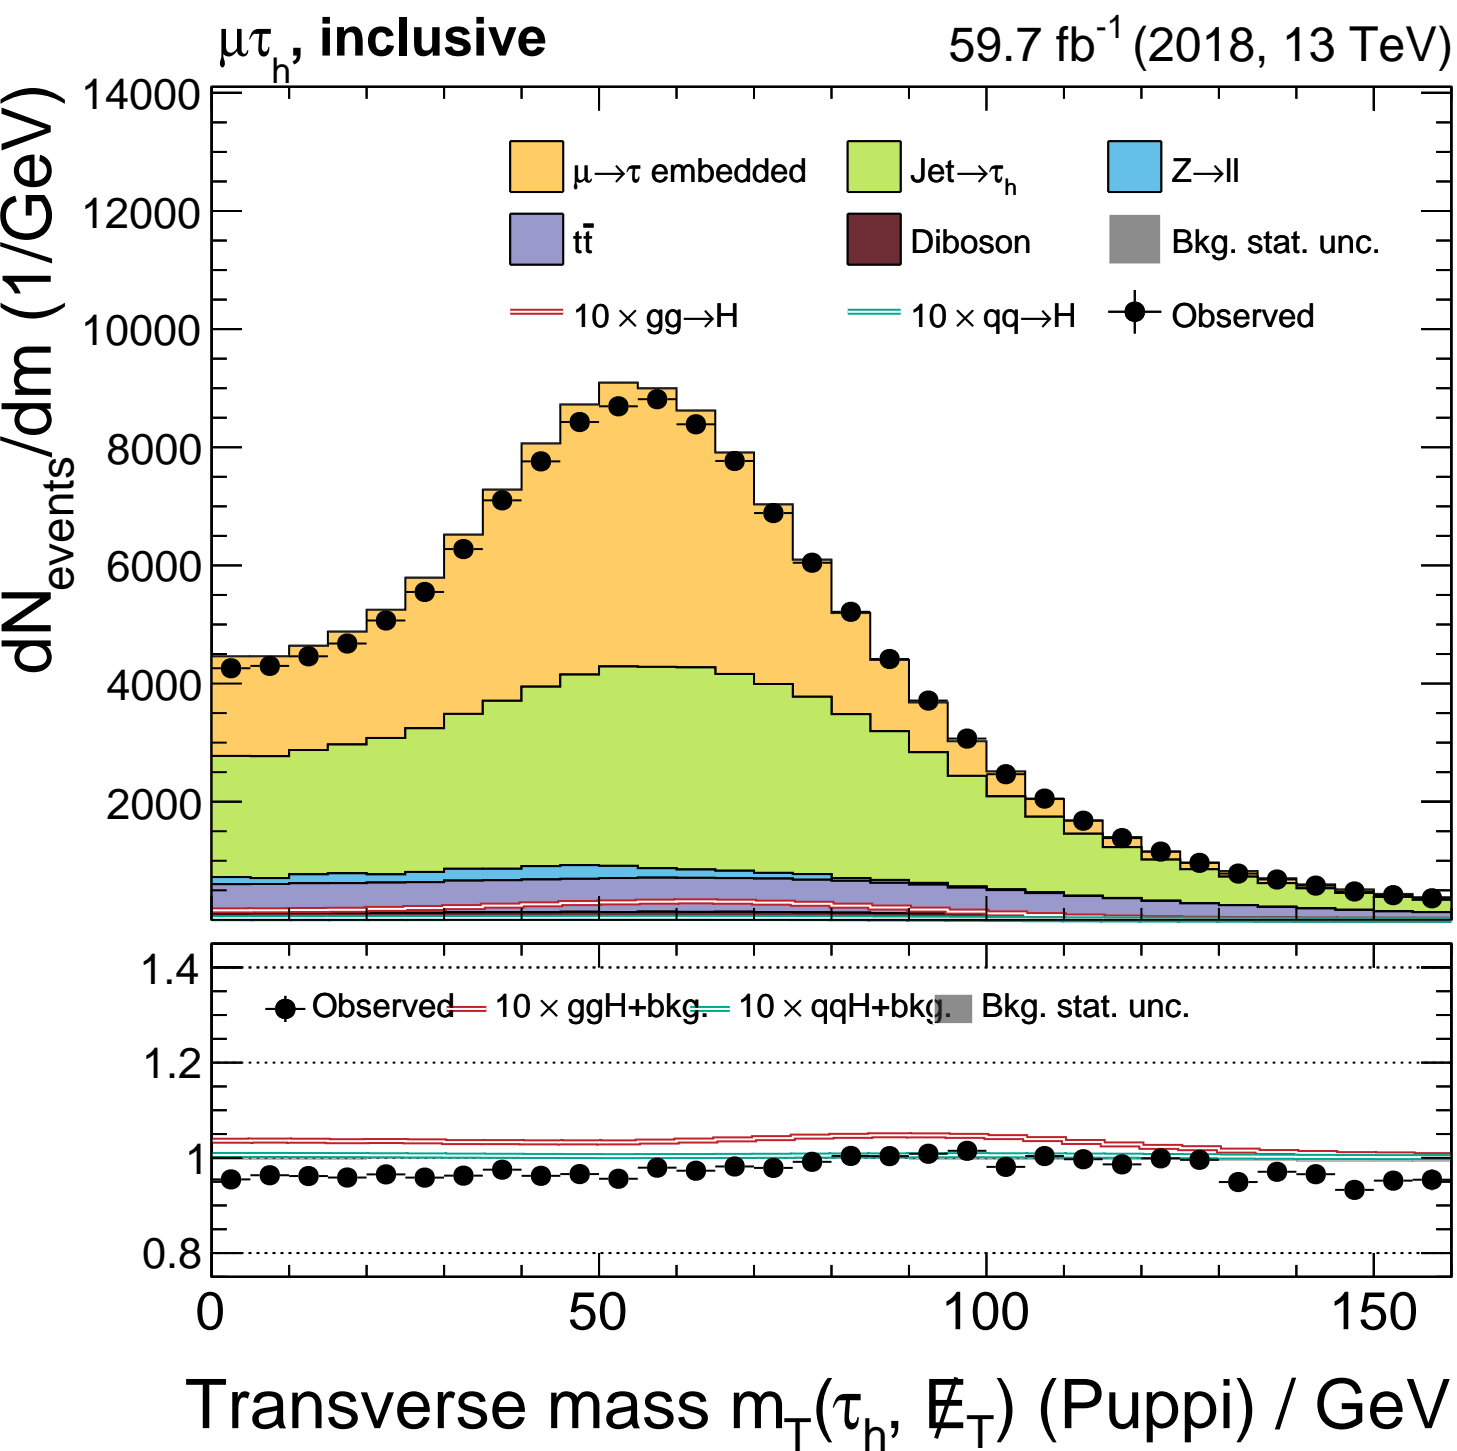 μτh, inclusive 59.7 fb-1 (2018, 13 TeV)
dNevents/dm (1/GeV)
14000
12000
10000
8000
6000
4000
2000
μ→τ embedded Jet→τh Z→ll
tt̄ Diboson Bkg. stat. unc.
10 × gg→H 10 × qq→H Observed
1.4
1.2
1
0.8
Observed 10 × ggH+bkg. 10 × qqH+bkg. Bkg. stat. unc.
0 50 100 150
Transverse mass mT(τh, E̸T) (Puppi) / GeV